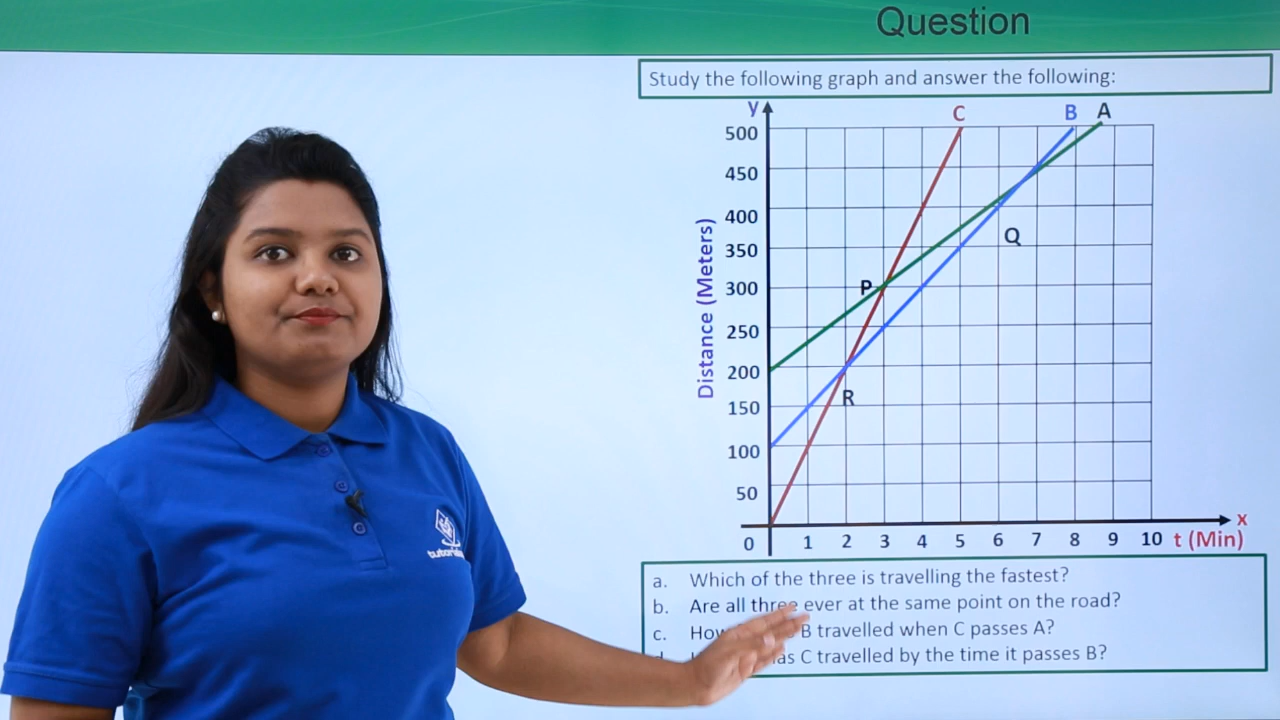 Question
Study the following graph and answer the following:
y
C B A
500
450
400
350
300
250
200
150
100
50
Distance (Meters)
P
Q
R
0 1 2 3 4 5 6 7 8 9 10 t (Min) x
a. Which of the three is travelling the fastest?
b. Are all three ever at the same point on the road?
c. B travelled when C passes A?
C travelled by the time it passes B?